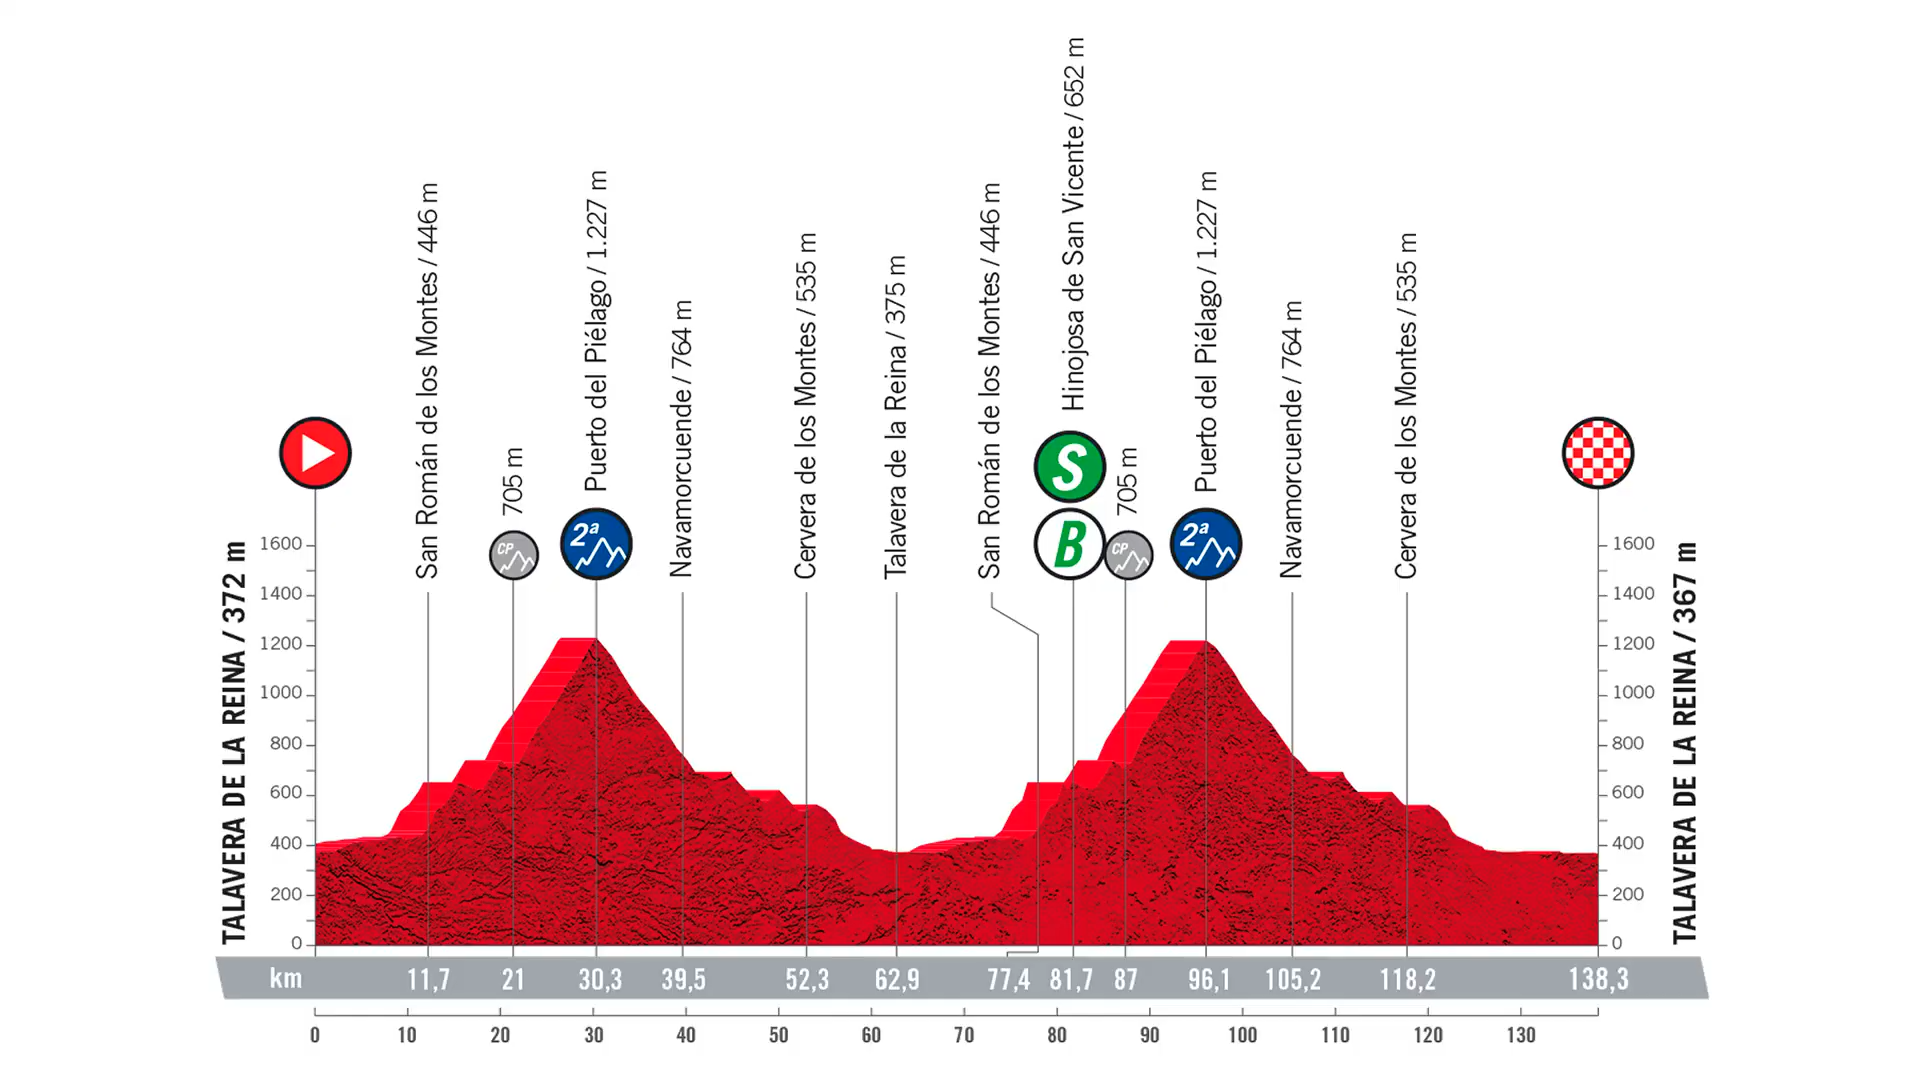 TALAVERA DE LA REINA / 372 m
San Román de los Montes / 446 m
705 m
CP
Puerto del Piélago / 1.227 m
2ª
Navamorcuende / 764 m
Cervera de los Montes / 535 m
Talavera de la Reina / 375 m
San Román de los Montes / 446 m
Hinojosa de San Vicente / 652 m
S
B
705 m
CP
Puerto del Piélago / 1.227 m
2ª
Navamorcuende / 764 m
Cervera de los Montes / 535 m
TALAVERA DE LA REINA / 367 m
1600
1400
1200
1000
800
600
400
200
0
1600
1400
1200
1000
800
600
400
200
0
km 11,7 21 30,3 39,5 52,3 62,9 77,4 81,7 87 96,1 105,2 118,2 138,3
0 10 20 30 40 50 60 70 80 90 100 110 120 130